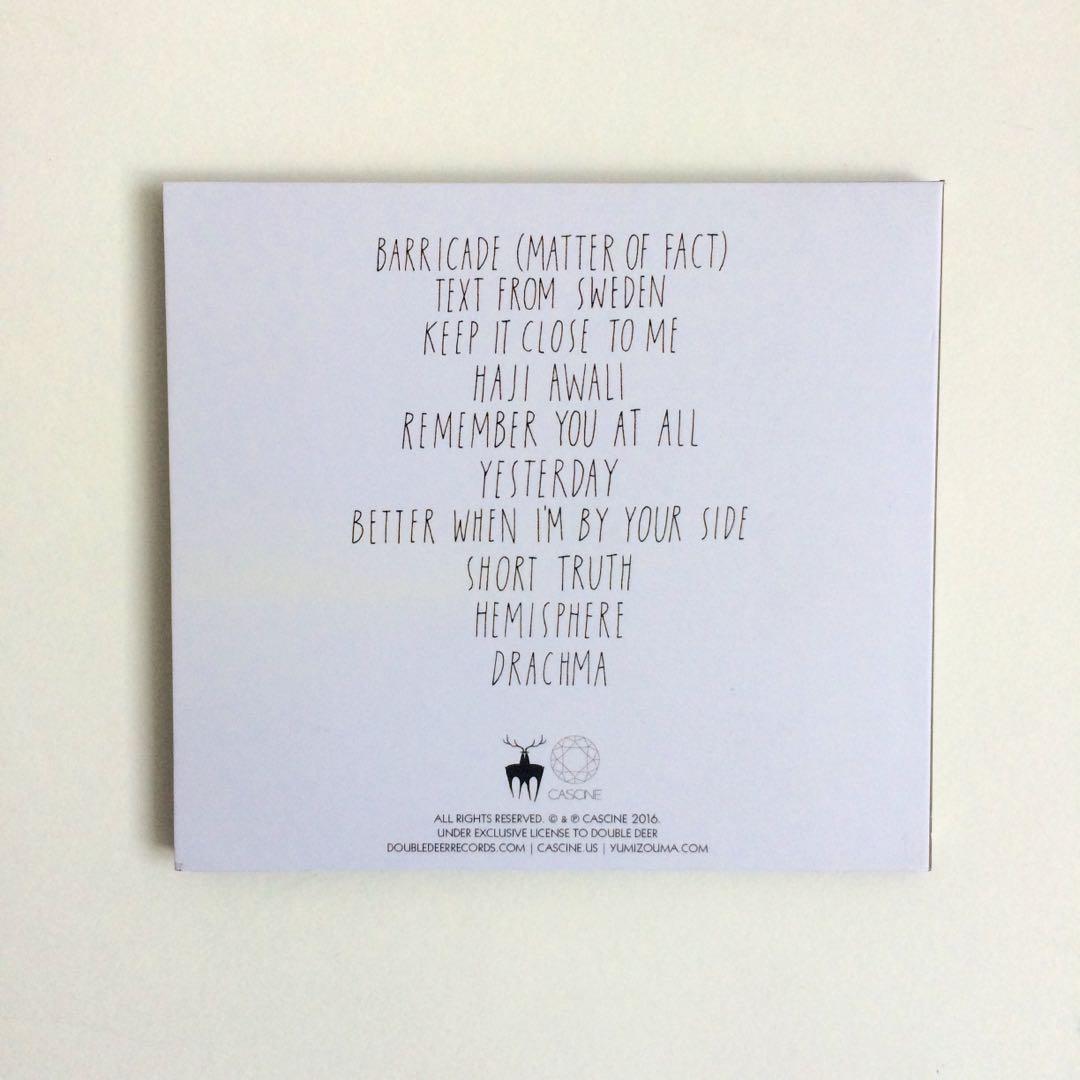 BARRICADE (MATTER OF FACT)
TEXT FROM SWEDEN
KEEP IT CLOSE TO ME
HAJI AWALI
REMEMBER YOU AT ALL
YESTERDAY
BETTER WHEN I'M BY YOUR SIDE
SHORT TRUTH
HEMISPHERE
DRACHMA
CASCINE
ALL RIGHTS RESERVED. © & ℗ CASCINE 2016.
UNDER EXCLUSIVE LICENSE TO DOUBLE DEER
DOUBLEDEERRECORDS.COM | CASCINE.US | YUMIZOUMA.COM